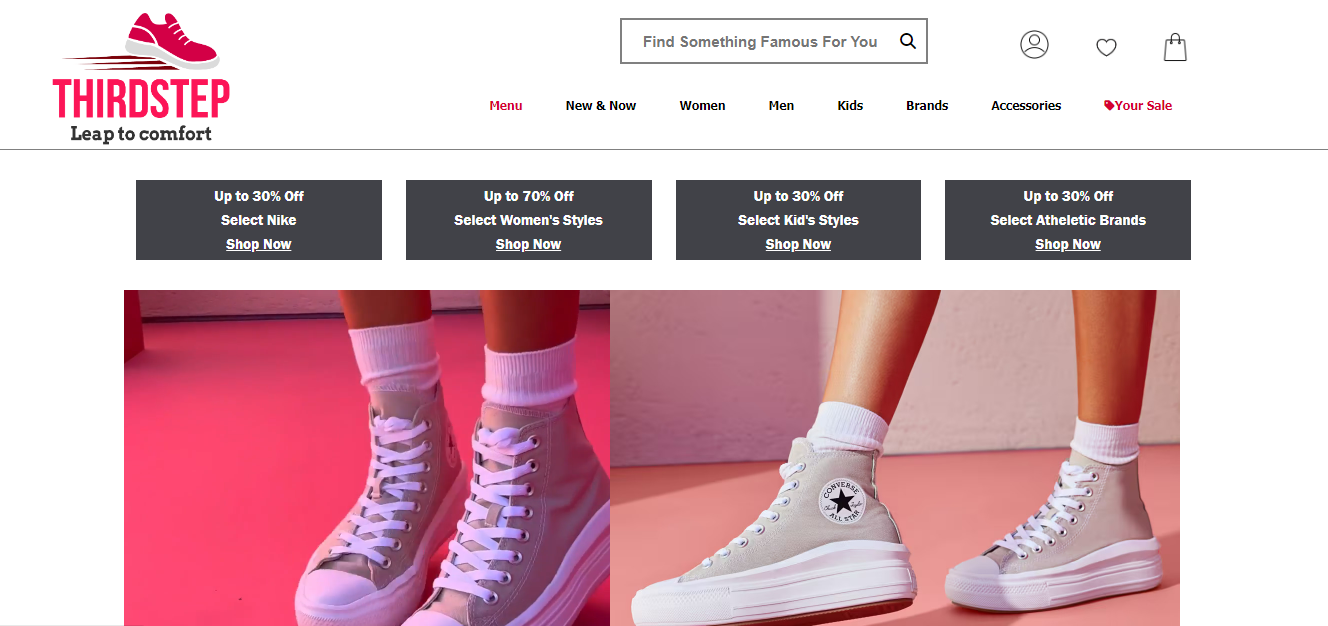 THIRDSTEP
Leap to comfort
Find Something Famous For You
Menu New & Now Women Men Kids Brands Accessories Your Sale
Up to 30% Off
Select Nike
Shop Now
Up to 70% Off
Select Women's Styles
Shop Now
Up to 30% Off
Select Kid's Styles
Shop Now
Up to 30% Off
Select Atheletic Brands
Shop Now
CONVERSE
ALL STAR